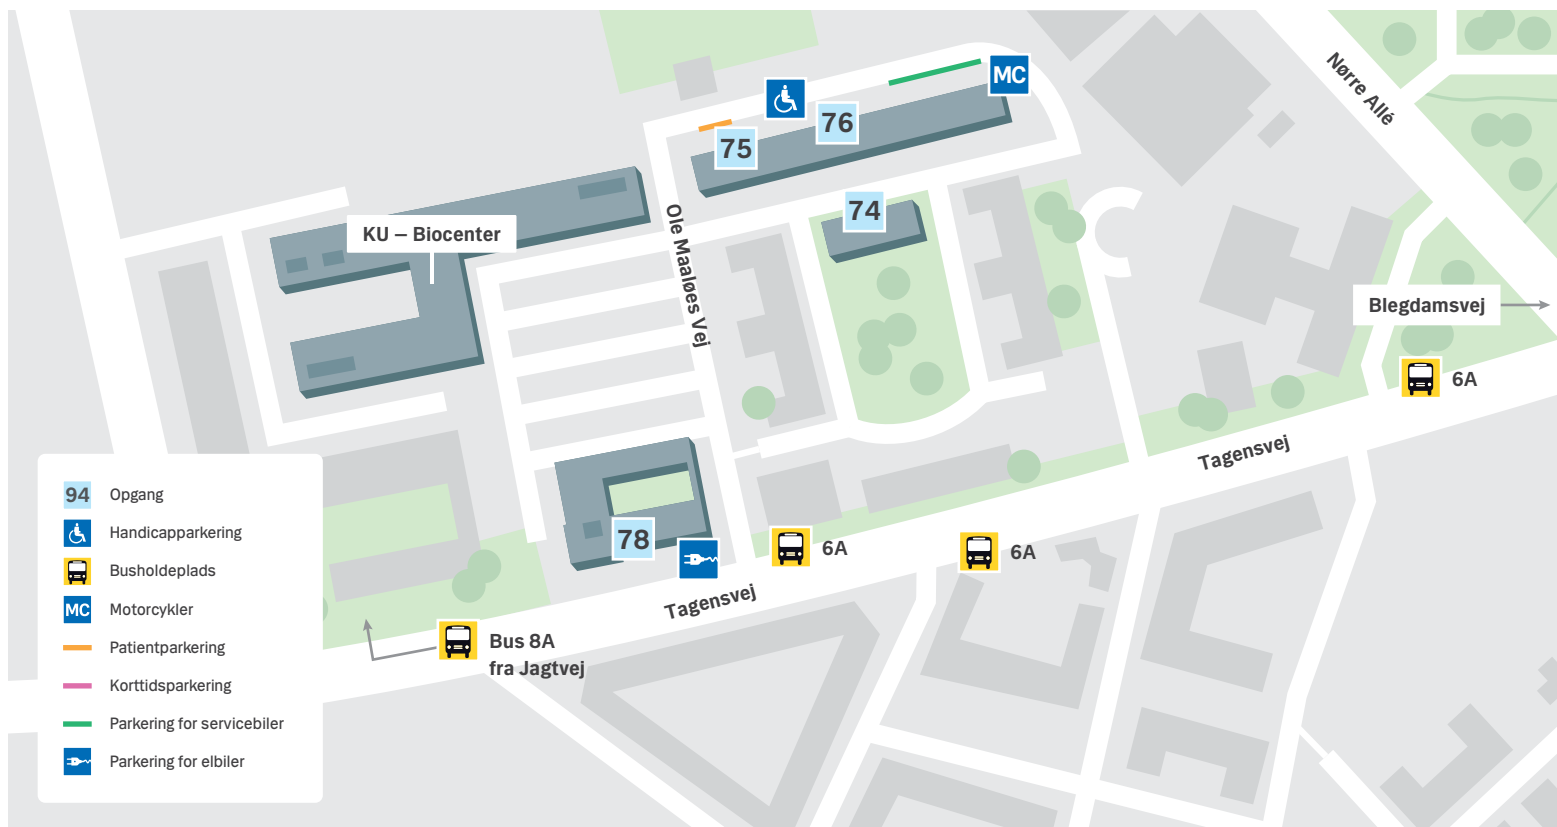 MC
Nørre Allé
76
75
74
Ole Maaløes Vej
KU – Biocenter
Blegdamsvej
6A
Tagensvej
78
6A
6A
Tagensvej
Bus 8A
fra Jagtvej
94 Opgang
Handicapparkering
Busholdeplads
MC Motorcykler
Patientparkering
Korttidsparkering
Parkering for servicebiler
Parkering for elbiler